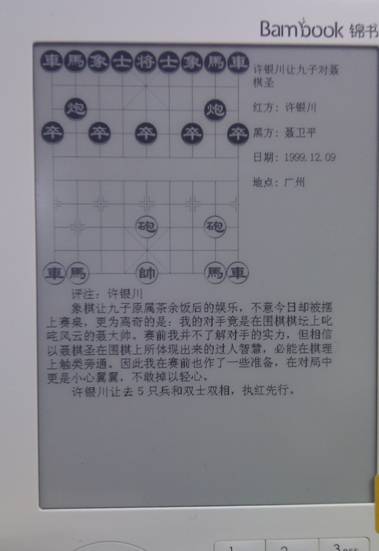 Bambook 锦书
車馬象士将士象馬車
炮 炮
卒 卒 卒 卒 卒
砲 砲
車馬 帥 馬車
许银川让九子对聂
棋圣
红方: 许银川
黑方: 聂卫平
日期: 1999.12.09
地点: 广州
评注: 许银川
象棋让九子原属茶余饭后的娱乐, 不意今日却被摆
上赛桌, 更为离奇的是: 我的对手竟是在围棋棋坛上叱
咤风云的聂大帅。赛前我并不了解对手的实力, 但相信
以聂棋圣在围棋上所体现出来的过人智慧, 必能在棋理
上触类旁通。因此我在赛前也作了一些准备, 在对局中
更是小心翼翼, 不敢掉以轻心。
许银川让去5只兵和双士双相, 执红先行。